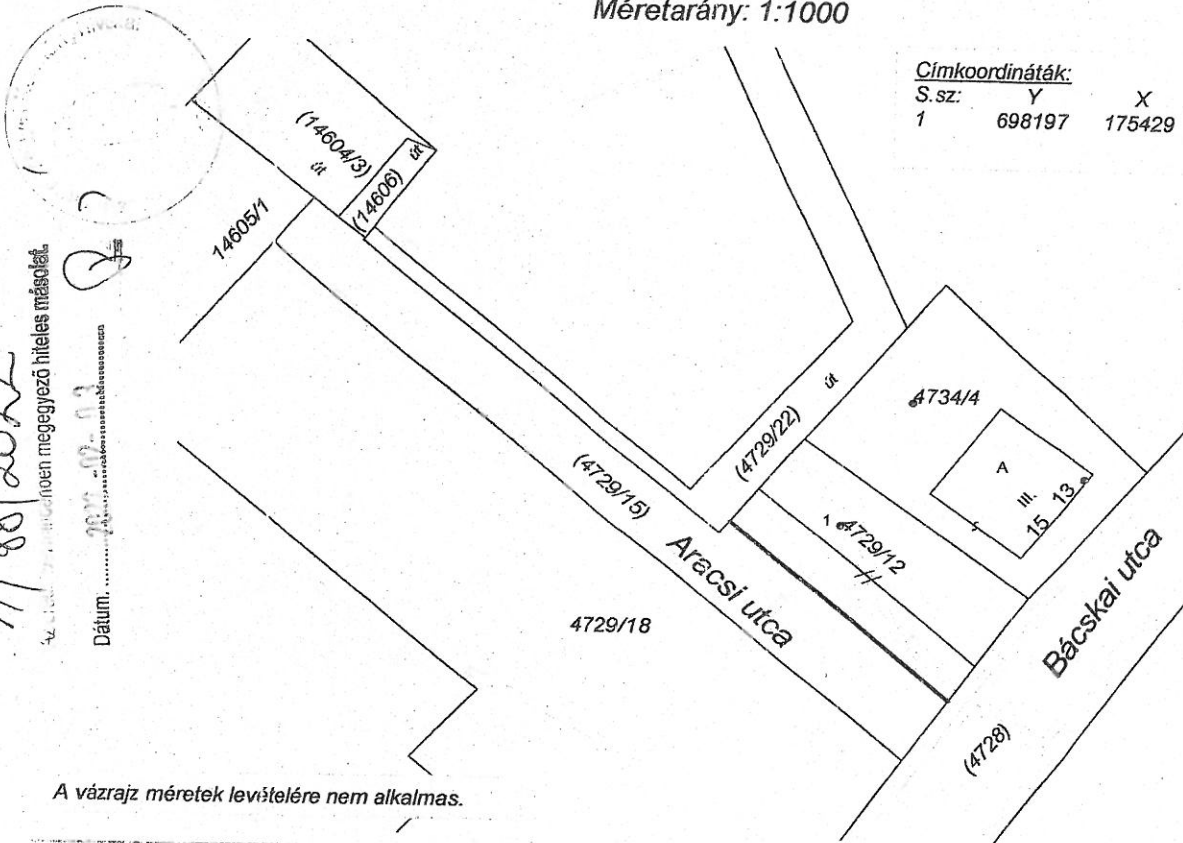 Méretarány: 1:1000
Címkoordináták:
S.sz: Y X
1 698197 175429
(14604/3)
út
(14606) út
14605/1
megegyező hiteles másolat.
Dátum.
4734/4
A
III.
15 13
(4729/22) út
(4729/15)
Aracsi utca
1 4729/12
4729/18
Bácskai utca
(4728)
A vázrajz méretek levételére nem alkalmas.